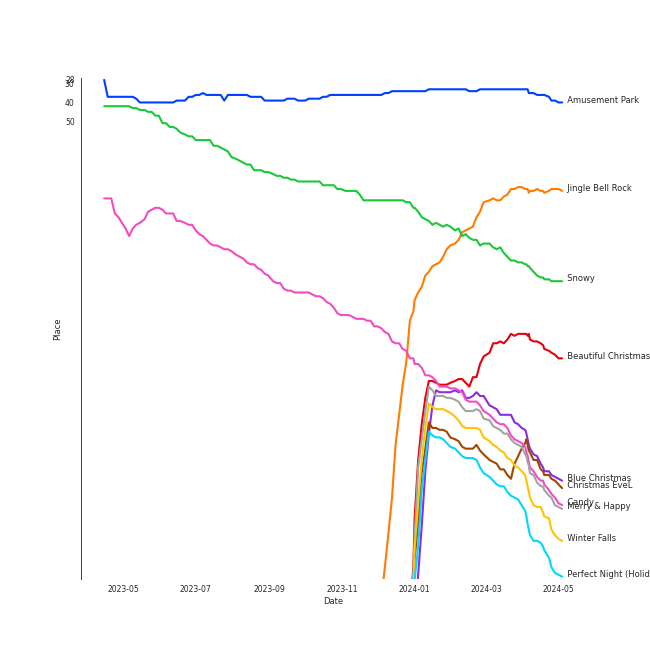 28
30
40
50
Amusement Park
Jingle Bell Rock
Snowy
Beautiful Christmas
Blue Christmas
Christmas EveL
Candy
Merry & Happy
Winter Falls
Perfect Night (Holid
Place
2023-05
2023-07
2023-09
2023-11
2024-01
2024-03
2024-05
Date